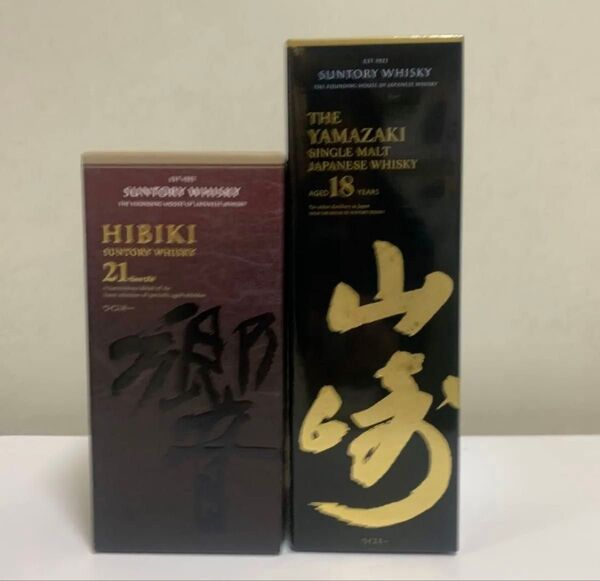 EST. 1923
SUNTORY WHISKY
THE FOUNDING HOUSE OF JAPANESE WHISKY
HIBIKI
SUNTORY WHISKY
21
ウイスキー
響
EST. 1923
SUNTORY WHISKY
THE FOUNDING HOUSE OF JAPANESE WHISKY
THE
YAMAZAKI
SINGLE MALT
JAPANESE WHISKY
AGED 18 YEARS
山
崎
ウイスキー